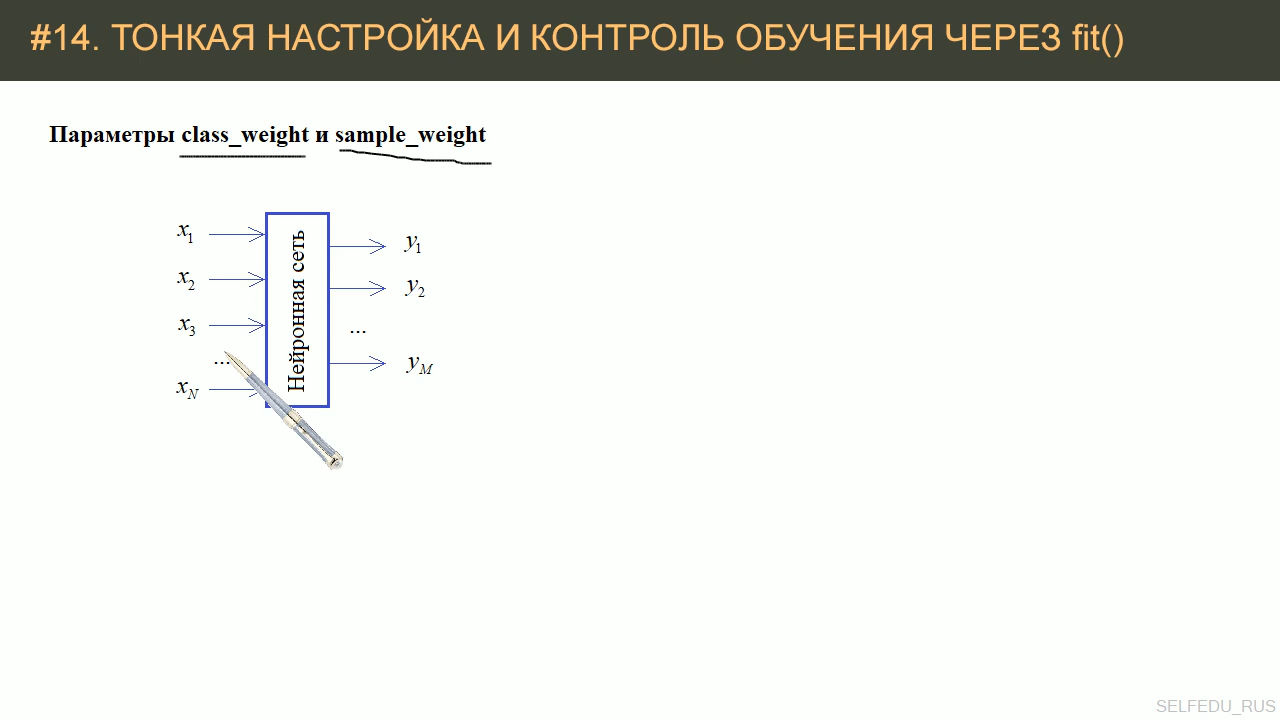 #14. ТОНКАЯ НАСТРОЙКА И КОНТРОЛЬ ОБУЧЕНИЯ ЧЕРЕЗ fit()
Параметры class_weight и sample_weight
x1
x2
x3
...
xN
Нейронная сеть
y1
y2
...
yM
SELFEDU_RUS